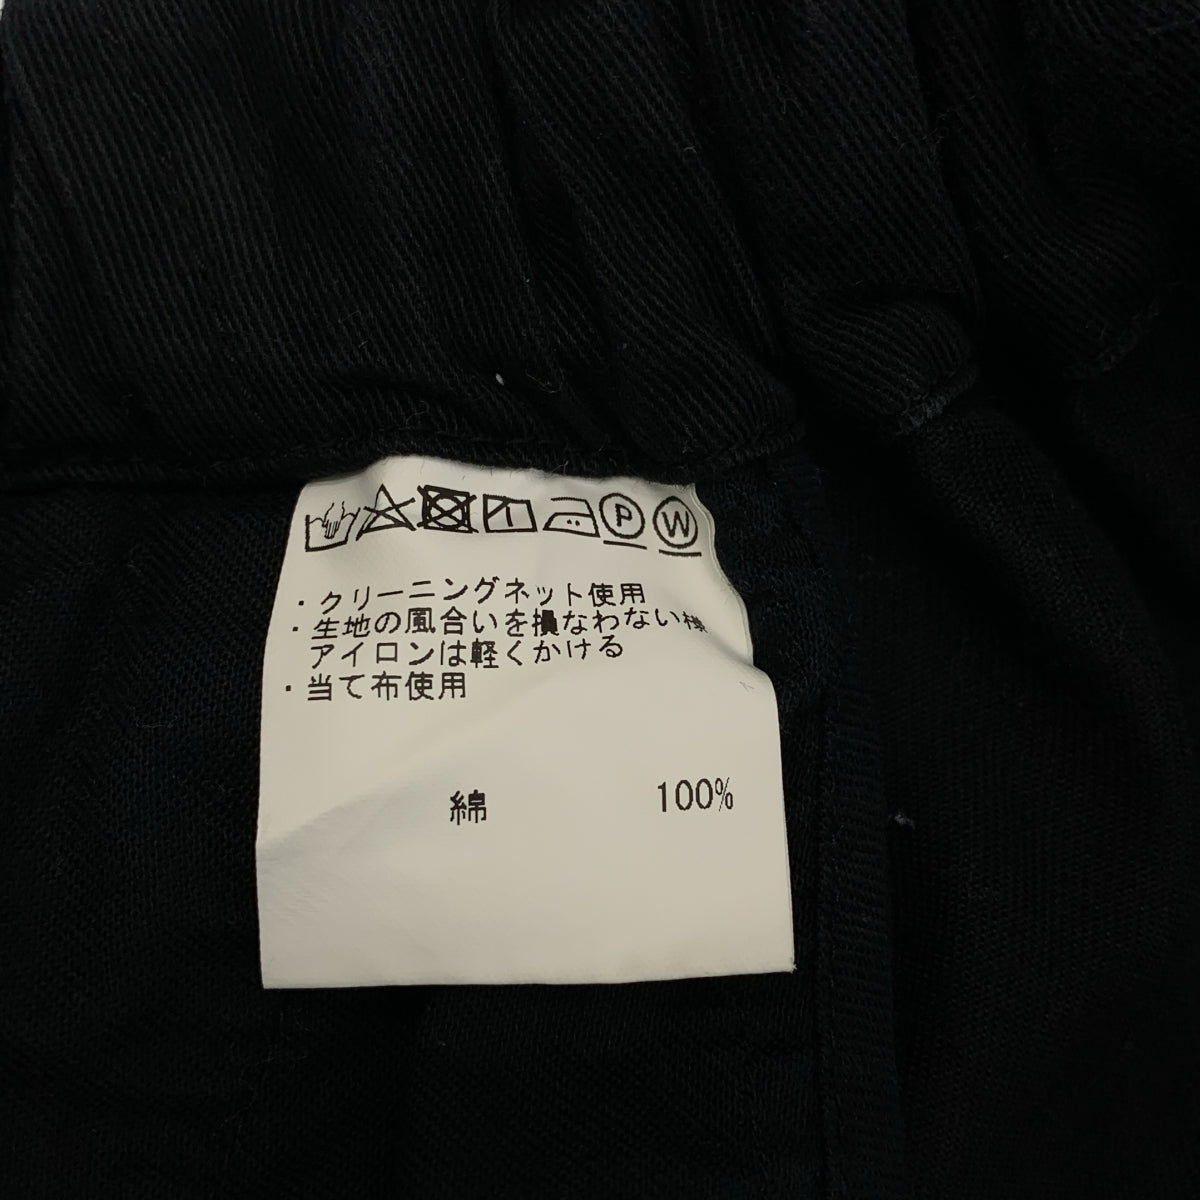 P W
・クリーニングネット使用
・生地の風合いを損なわない様
アイロンは軽くかける
・当て布使用
綿 100%